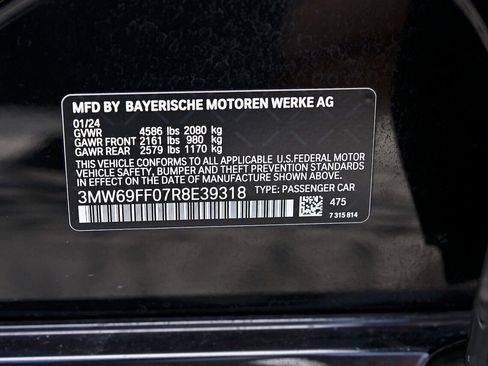 MFD BY BAYERISCHE MOTOREN WERKE AG
01/24
GVWR 4586 lbs 2080 kg
GAWR FRONT 2161 lbs 980 kg
GAWR REAR 2579 lbs 1170 kg
THIS VEHICLE CONFORMS TO ALL APPLICABLE U.S.FEDERAL MOTOR
VEHICLE SAFETY, BUMPER AND THEFT PREVENTION STANDARDS
IN EFFECT ON THE DATE OF MANUFACTURE SHOWN ABOVE.
3MW69FF07R8E39318 TYPE: PASSENGER CAR
475
7 315 814